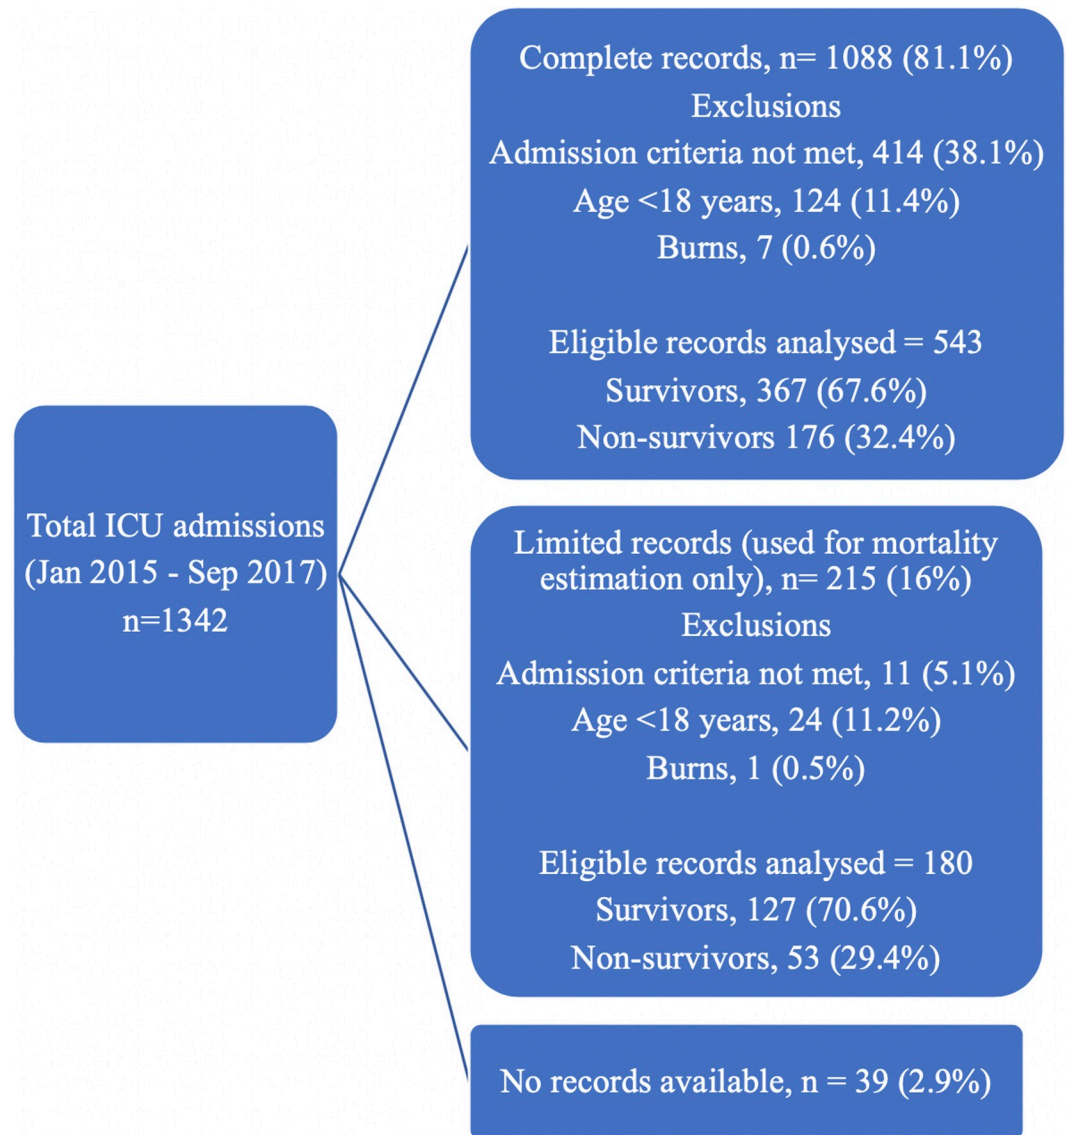 Complete records, n= 1088 (81.1%)
Exclusions
Admission criteria not met, 414 (38.1%)
Age <18 years, 124 (11.4%)
Burns, 7 (0.6%)
Eligible records analysed = 543
Survivors, 367 (67.6%)
Non-survivors 176 (32.4%)
Total ICU admissions
(Jan 2015 - Sep 2017)
n=1342
Limited records (used for mortality
estimation only), n= 215 (16%)
Exclusions
Admission criteria not met, 11 (5.1%)
Age <18 years, 24 (11.2%)
Burns, 1 (0.5%)
Eligible records analysed = 180
Survivors, 127 (70.6%)
Non-survivors, 53 (29.4%)
No records available, n = 39 (2.9%)